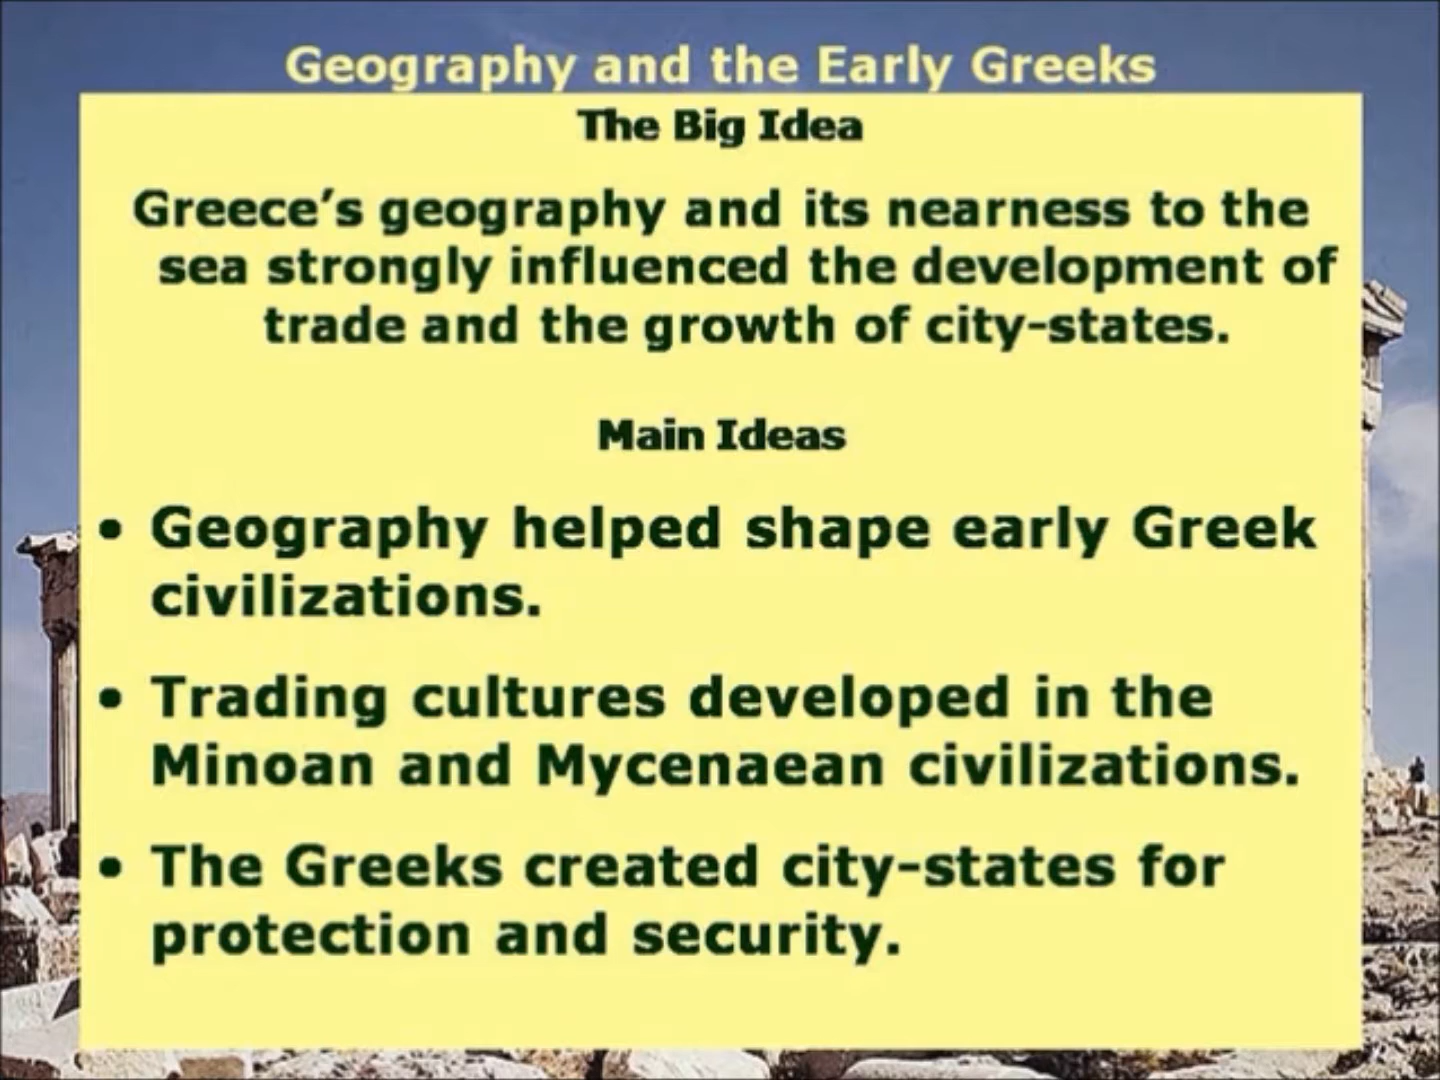 Geography and the Early Greeks
The Big Idea
Greece’s geography and its nearness to the
sea strongly influenced the development of
trade and the growth of city-states.
Main Ideas
• Geography helped shape early Greek
civilizations.
• Trading cultures developed in the
Minoan and Mycenaean civilizations.
• The Greeks created city-states for
protection and security.